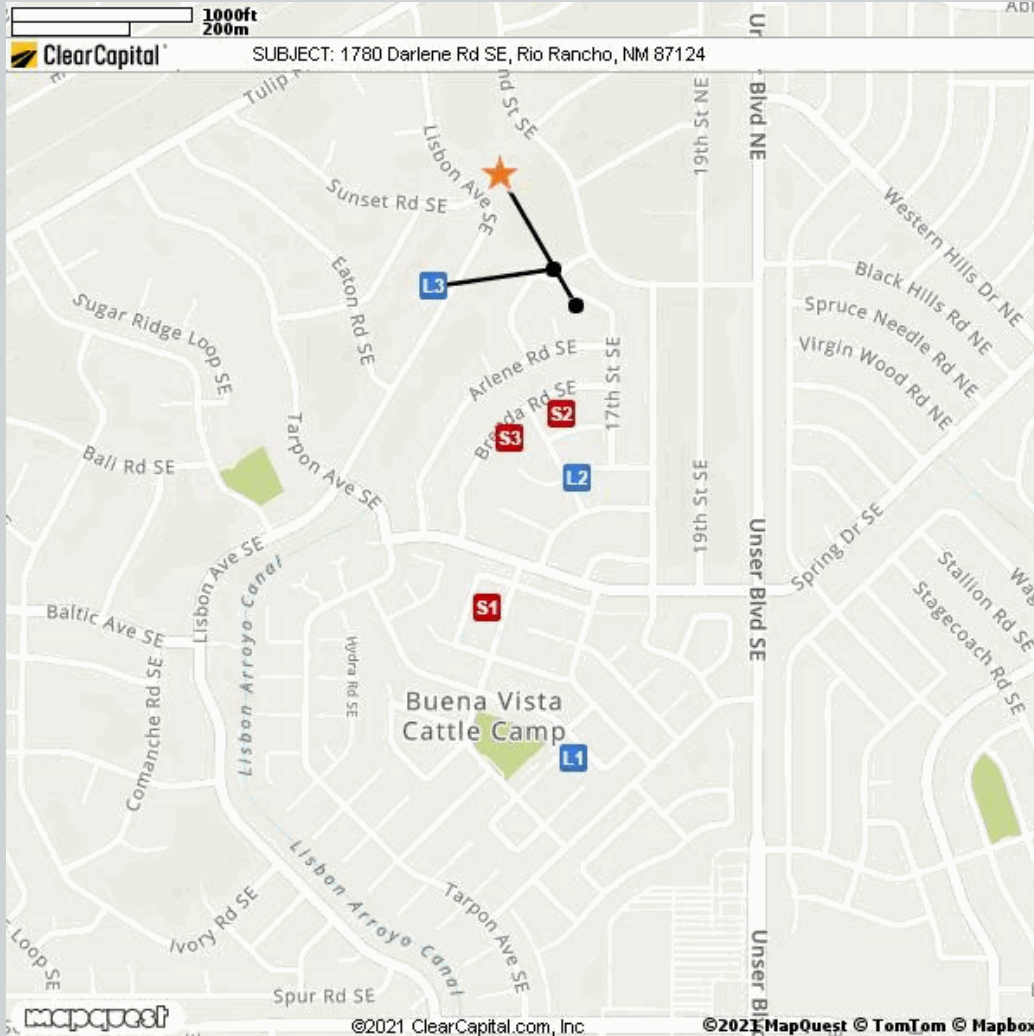 1000ft
200m
ClearCapital
SUBJECT: 1780 Darlene Rd SE, Rio Rancho, NM 87124
Tulip
nd St SE
Lisbon Ave SE
19th St NE
Blvd NE
Sunset Rd SE
Western Hills Dr NE
Eaton Rd SE
L3
Black Hills Rd NE
Spruce Needle Rd NE
Virgin Wood Rd NE
Sugar Ridge Loop SE
Arlene Rd SE
17th St SE
Brenda Rd SE
S2
S3
L2
Ball Rd SE
Tarpon Ave SE
19th St SE
Unser Blvd SE
Spring Dr SE
Lisbon Ave SE
Lisbon Arroyo Canal
S1
Stallion Rd SE
Stagecoach Rd SE
Baltic Ave SE
Comanche Rd SE
Hydra Rd SE
Buena Vista
Cattle Camp
L1
Lisbon Arroyo Canal
Tarpon Ave SE
Ivory Rd SE
Loop SE
Spur Rd SE
Unser Bl
mapquest
©2021 ClearCapital.com, Inc
©2021 MapQuest © TomTom © Mapbo